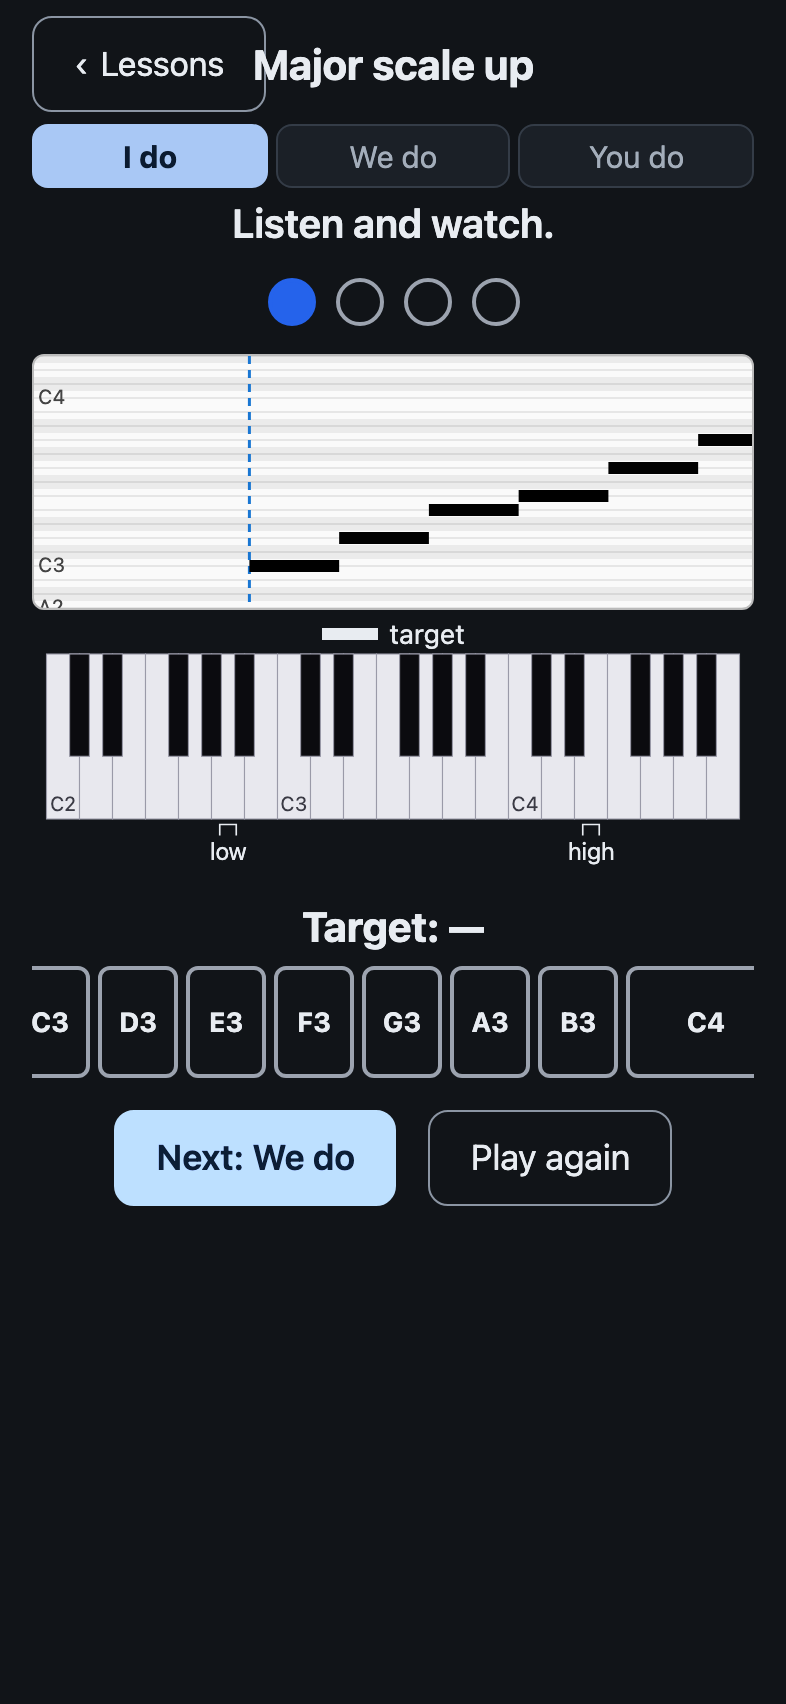 ‹ Lessons
Major scale up
I do
We do
You do
Listen and watch.
C4
C3
A2
target
C2
C3
C4
low
high
Target: —
C3
D3
E3
F3
G3
A3
B3
C4
Next: We do
Play again